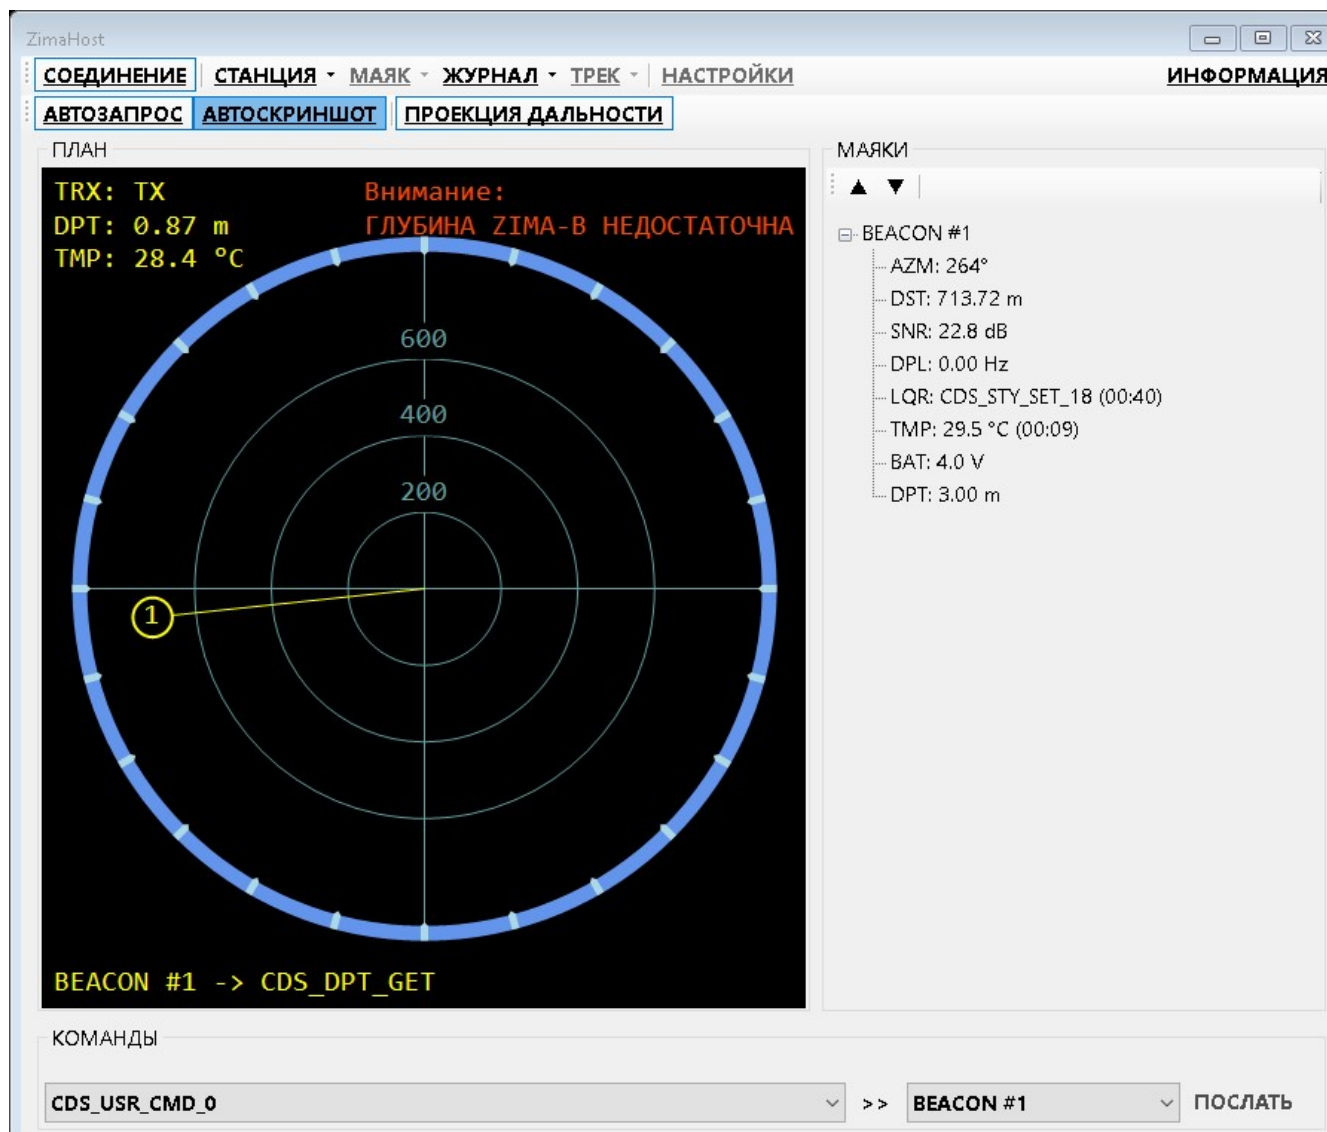 ZimaHost
СОЕДИНЕНИЕ СТАНЦИЯ МАЯК ЖУРНАЛ ТРЕК НАСТРОЙКИ ИНФОРМАЦИЯ
АВТОЗАПРОС АВТОСКРИНШОТ ПРОЕКЦИЯ ДАЛЬНОСТИ
ПЛАН
TRX: TX
DPT: 0.87 m
TMP: 28.4 °C
Внимание:
ГЛУБИНА ZIMA-B НЕДОСТАТОЧНА
600
400
200
1
BEACON #1 -> CDS_DPT_GET
МАЯКИ
BEACON #1
AZM: 264°
DST: 713.72 m
SNR: 22.8 dB
DPL: 0.00 Hz
LQR: CDS_STY_SET_18 (00:40)
TMP: 29.5 °C (00:09)
BAT: 4.0 V
DPT: 3.00 m
КОМАНДЫ
CDS_USR_CMD_0 >> BEACON #1 ПОСЛАТЬ